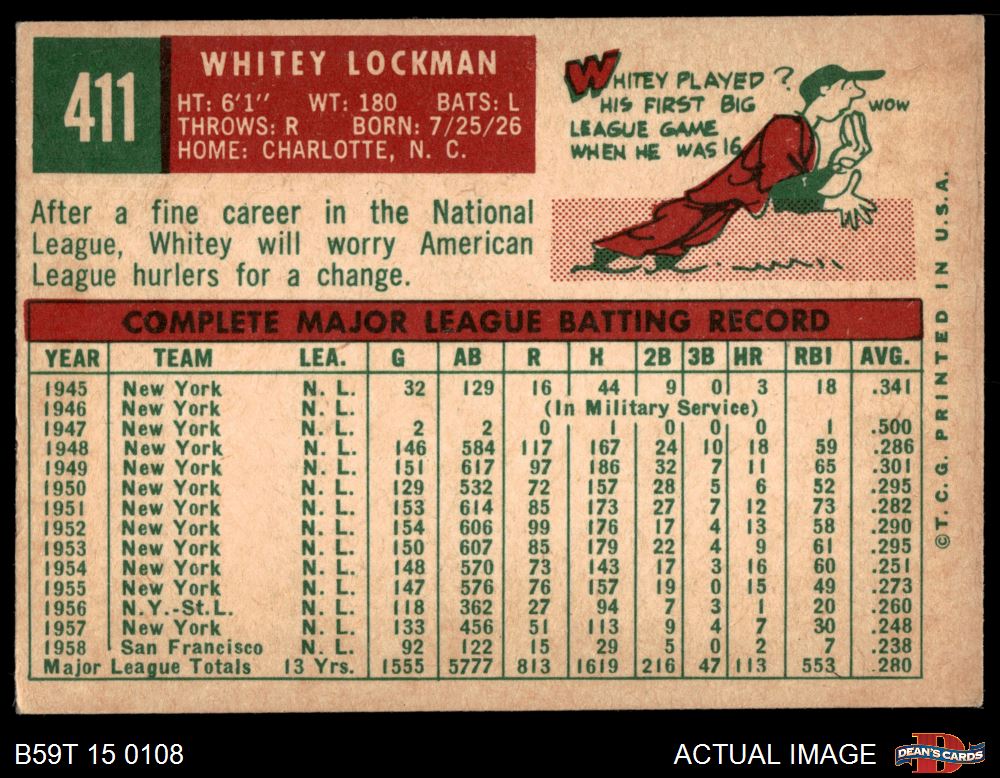 411
WHITEY LOCKMAN
HT: 6'1" WT: 180 BATS: L
THROWS: R BORN: 7/25/26
HOME: CHARLOTTE, N. C.
WHITEY PLAYED ?
HIS FIRST BIG
LEAGUE GAME
WHEN HE WAS 16
WOW
After a fine career in the National
League, Whitey will worry American
League hurlers for a change.
COMPLETE MAJOR LEAGUE BATTING RECORD
YEAR TEAM LEA. G AB R H 2B 3B HR RBI AVG.
1945 New York N. L. 32 129 16 44 9 0 3 18 .341
1946 New York N. L. (In Military Service)
1947 New York N. L. 2 2 0 1 0 0 0 1 .500
1948 New York N. L. 146 584 117 167 24 10 18 59 .286
1949 New York N. L. 151 617 97 186 32 7 11 65 .301
1950 New York N. L. 129 532 72 157 28 5 6 52 .295
1951 New York N. L. 153 614 85 173 27 7 12 73 .282
1952 New York N. L. 154 606 99 176 17 4 13 58 .290
1953 New York N. L. 150 607 85 179 22 4 9 61 .295
1954 New York N. L. 148 570 73 143 17 3 16 60 .251
1955 New York N. L. 147 576 76 157 19 0 15 49 .273
1956 N.Y.-St.L. N. L. 118 362 27 94 7 3 1 20 .260
1957 New York N. L. 133 456 51 113 9 4 7 30 .248
1958 San Francisco N. L. 92 122 15 29 5 0 2 7 .238
Major League Totals 13 Yrs. 1555 5777 813 1619 216 47 113 553 .280
©T. C. G. PRINTED IN U.S.A.
B59T 15 0108
ACTUAL IMAGE
DEAN'S CARDS